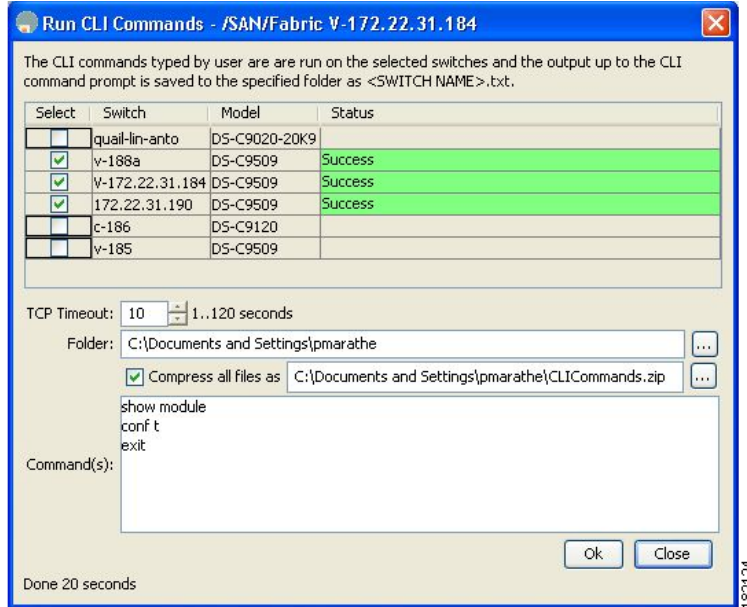 Run CLI Commands - /SAN/Fabric V-172.22.31.184
The CLI commands typed by user are are run on the selected switches and the output up to the CLI
command prompt is saved to the specified folder as <SWITCH NAME>.txt.
Select Switch Model Status
quail-lin-anto DS-C9020-20K9
v-188a DS-C9509 Success
V-172.22.31.184 DS-C9509 Success
172.22.31.190 DS-C9509 Success
c-186 DS-C9120
v-185 DS-C9509
TCP Timeout: 10 1..120 seconds
Folder: C:\Documents and Settings\pmarathe ...
Compress all files as C:\Documents and Settings\pmarathe\CLICommands.zip ...
Command(s):
show module
conf t
exit
Ok Close
Done 20 seconds
182124